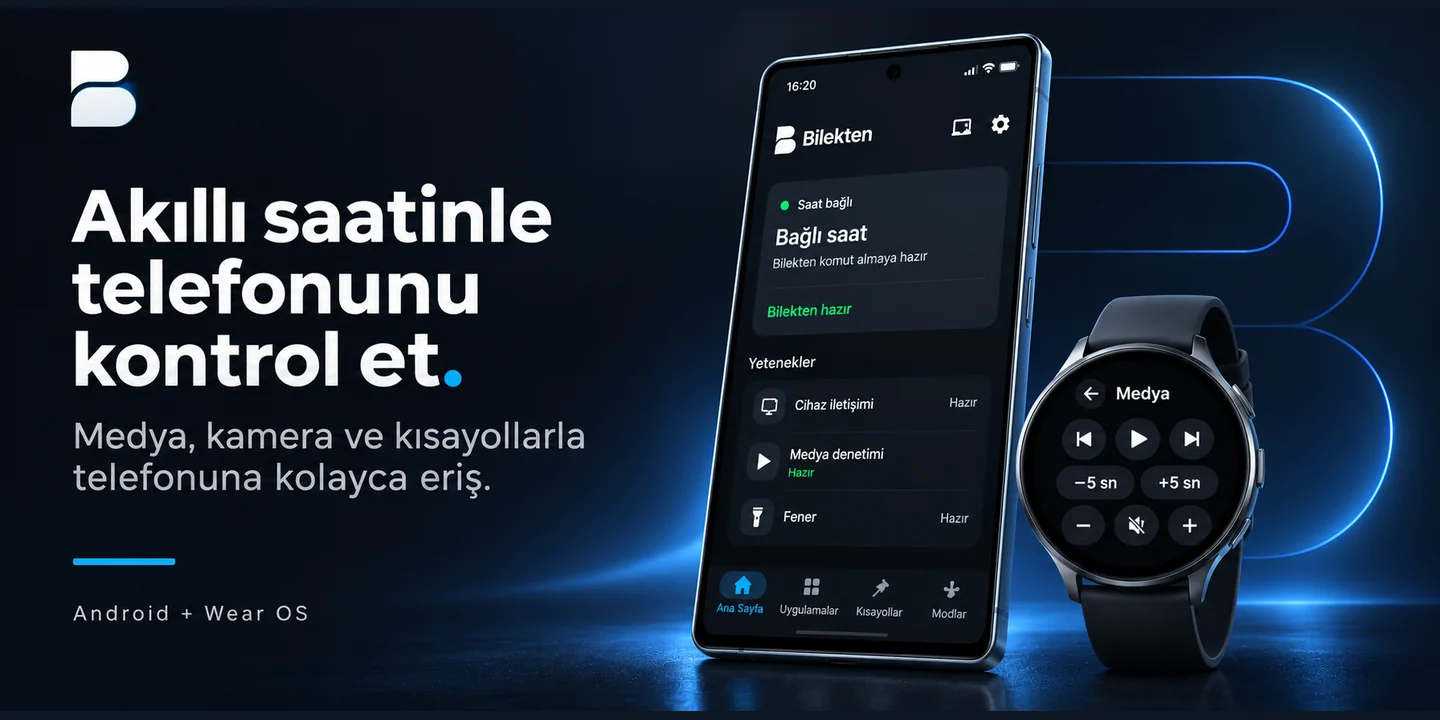 Akıllı saatinle
telefonunu
kontrol et.
Medya, kamera ve kısayollarla
telefonuna kolayca eriş.
Android + Wear OS
16:20
Bilekten
Saat bağlı
Bağlı saat
Bilekten komut almaya hazır
Bilekten hazır
Yetenekler
Cihaz iletişimi
Hazır
Medya denetimi
Hazır
Fener
Hazır
Ana Sayfa
Uygulamalar
Kısayollar
Modlar
Medya
−5 sn
+5 sn